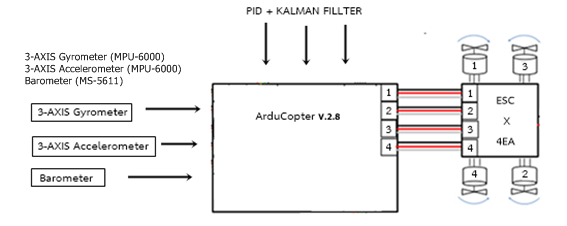 PID + KALMAN FILLTER
3-AXIS Gyrometer (MPU-6000)
3-AXIS Accelerometer (MPU-6000)
Barometer (MS-5611)
3-AXIS Gyrometer
3-AXIS Accelerometer
Barometer
ArduCopter V.2.8
1
2
3
4
1
2
3
4
ESC
X
4EA
1
3
4
2